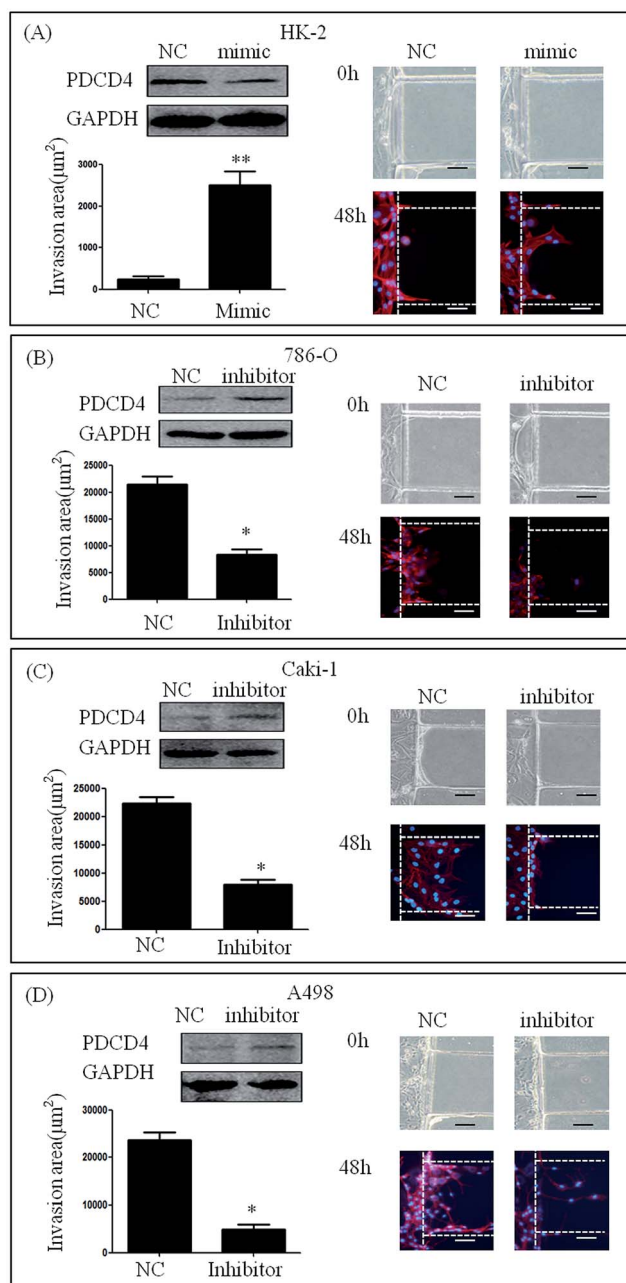 (A) HK-2
NC mimic
PDCD4
GAPDH
Invasion area(μm²)
3000
2000
1000
0
NC Mimic
**
NC mimic
0h
48h
(B) 786-O
NC inhibitor
PDCD4
GAPDH
Invasion area(μm²)
25000
20000
15000
10000
5000
0
NC Inhibitor
*
NC inhibitor
0h
48h
(C) Caki-1
NC inhibitor
PDCD4
GAPDH
Invasion area(μm²)
25000
20000
15000
10000
5000
0
NC Inhibitor
*
NC inhibitor
0h
48h
(D) A498
NC inhibitor
PDCD4
GAPDH
Invasion area(μm²)
30000
20000
10000
0
NC Inhibitor
*
NC inhibitor
0h
48h